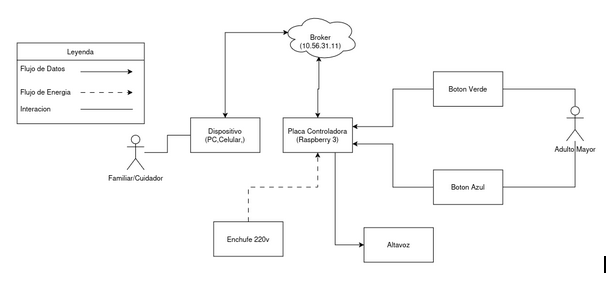 Leyenda
Flujo de Datos
Flujo de Energia
Interacion
Broker
(10.56.31.11)
Dispositivo
(PC,Celular,)
Placa Controladora
(Raspberry 3)
Boton Verde
Adulto Mayor
Familiar/Cuidador
Boton Azul
Enchufe 220v
Altavoz